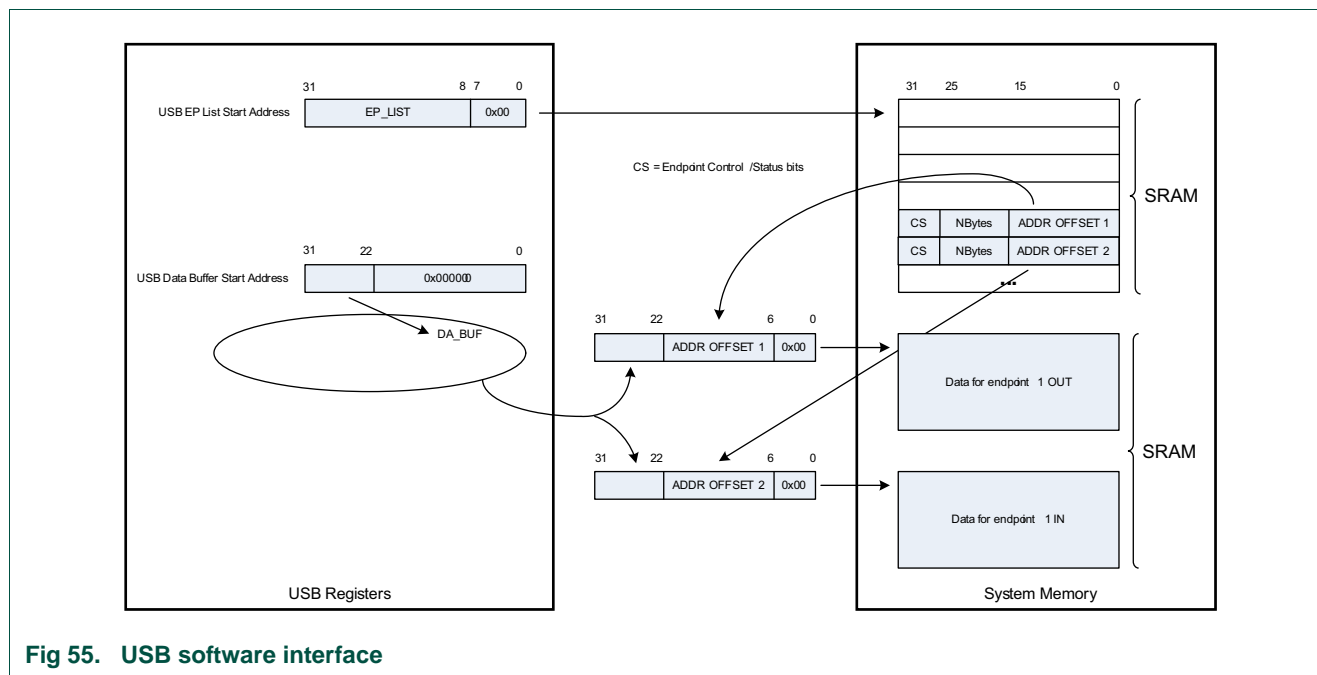 31 8 7 0
USB EP List Start Address EP_LIST 0x00
31 25 15 0
CS = Endpoint Control /Status bits
SRAM
CS NBytes ADDR OFFSET 1
CS NBytes ADDR OFFSET 2
...
31 22 0
USB Data Buffer Start Address 0x000000
DA_BUF
31 22 6 0
ADDR OFFSET 1 0x00
Data for endpoint 1 OUT
SRAM
31 22 6 0
ADDR OFFSET 2 0x00
Data for endpoint 1 IN
USB Registers
System Memory
Fig 55. USB software interface